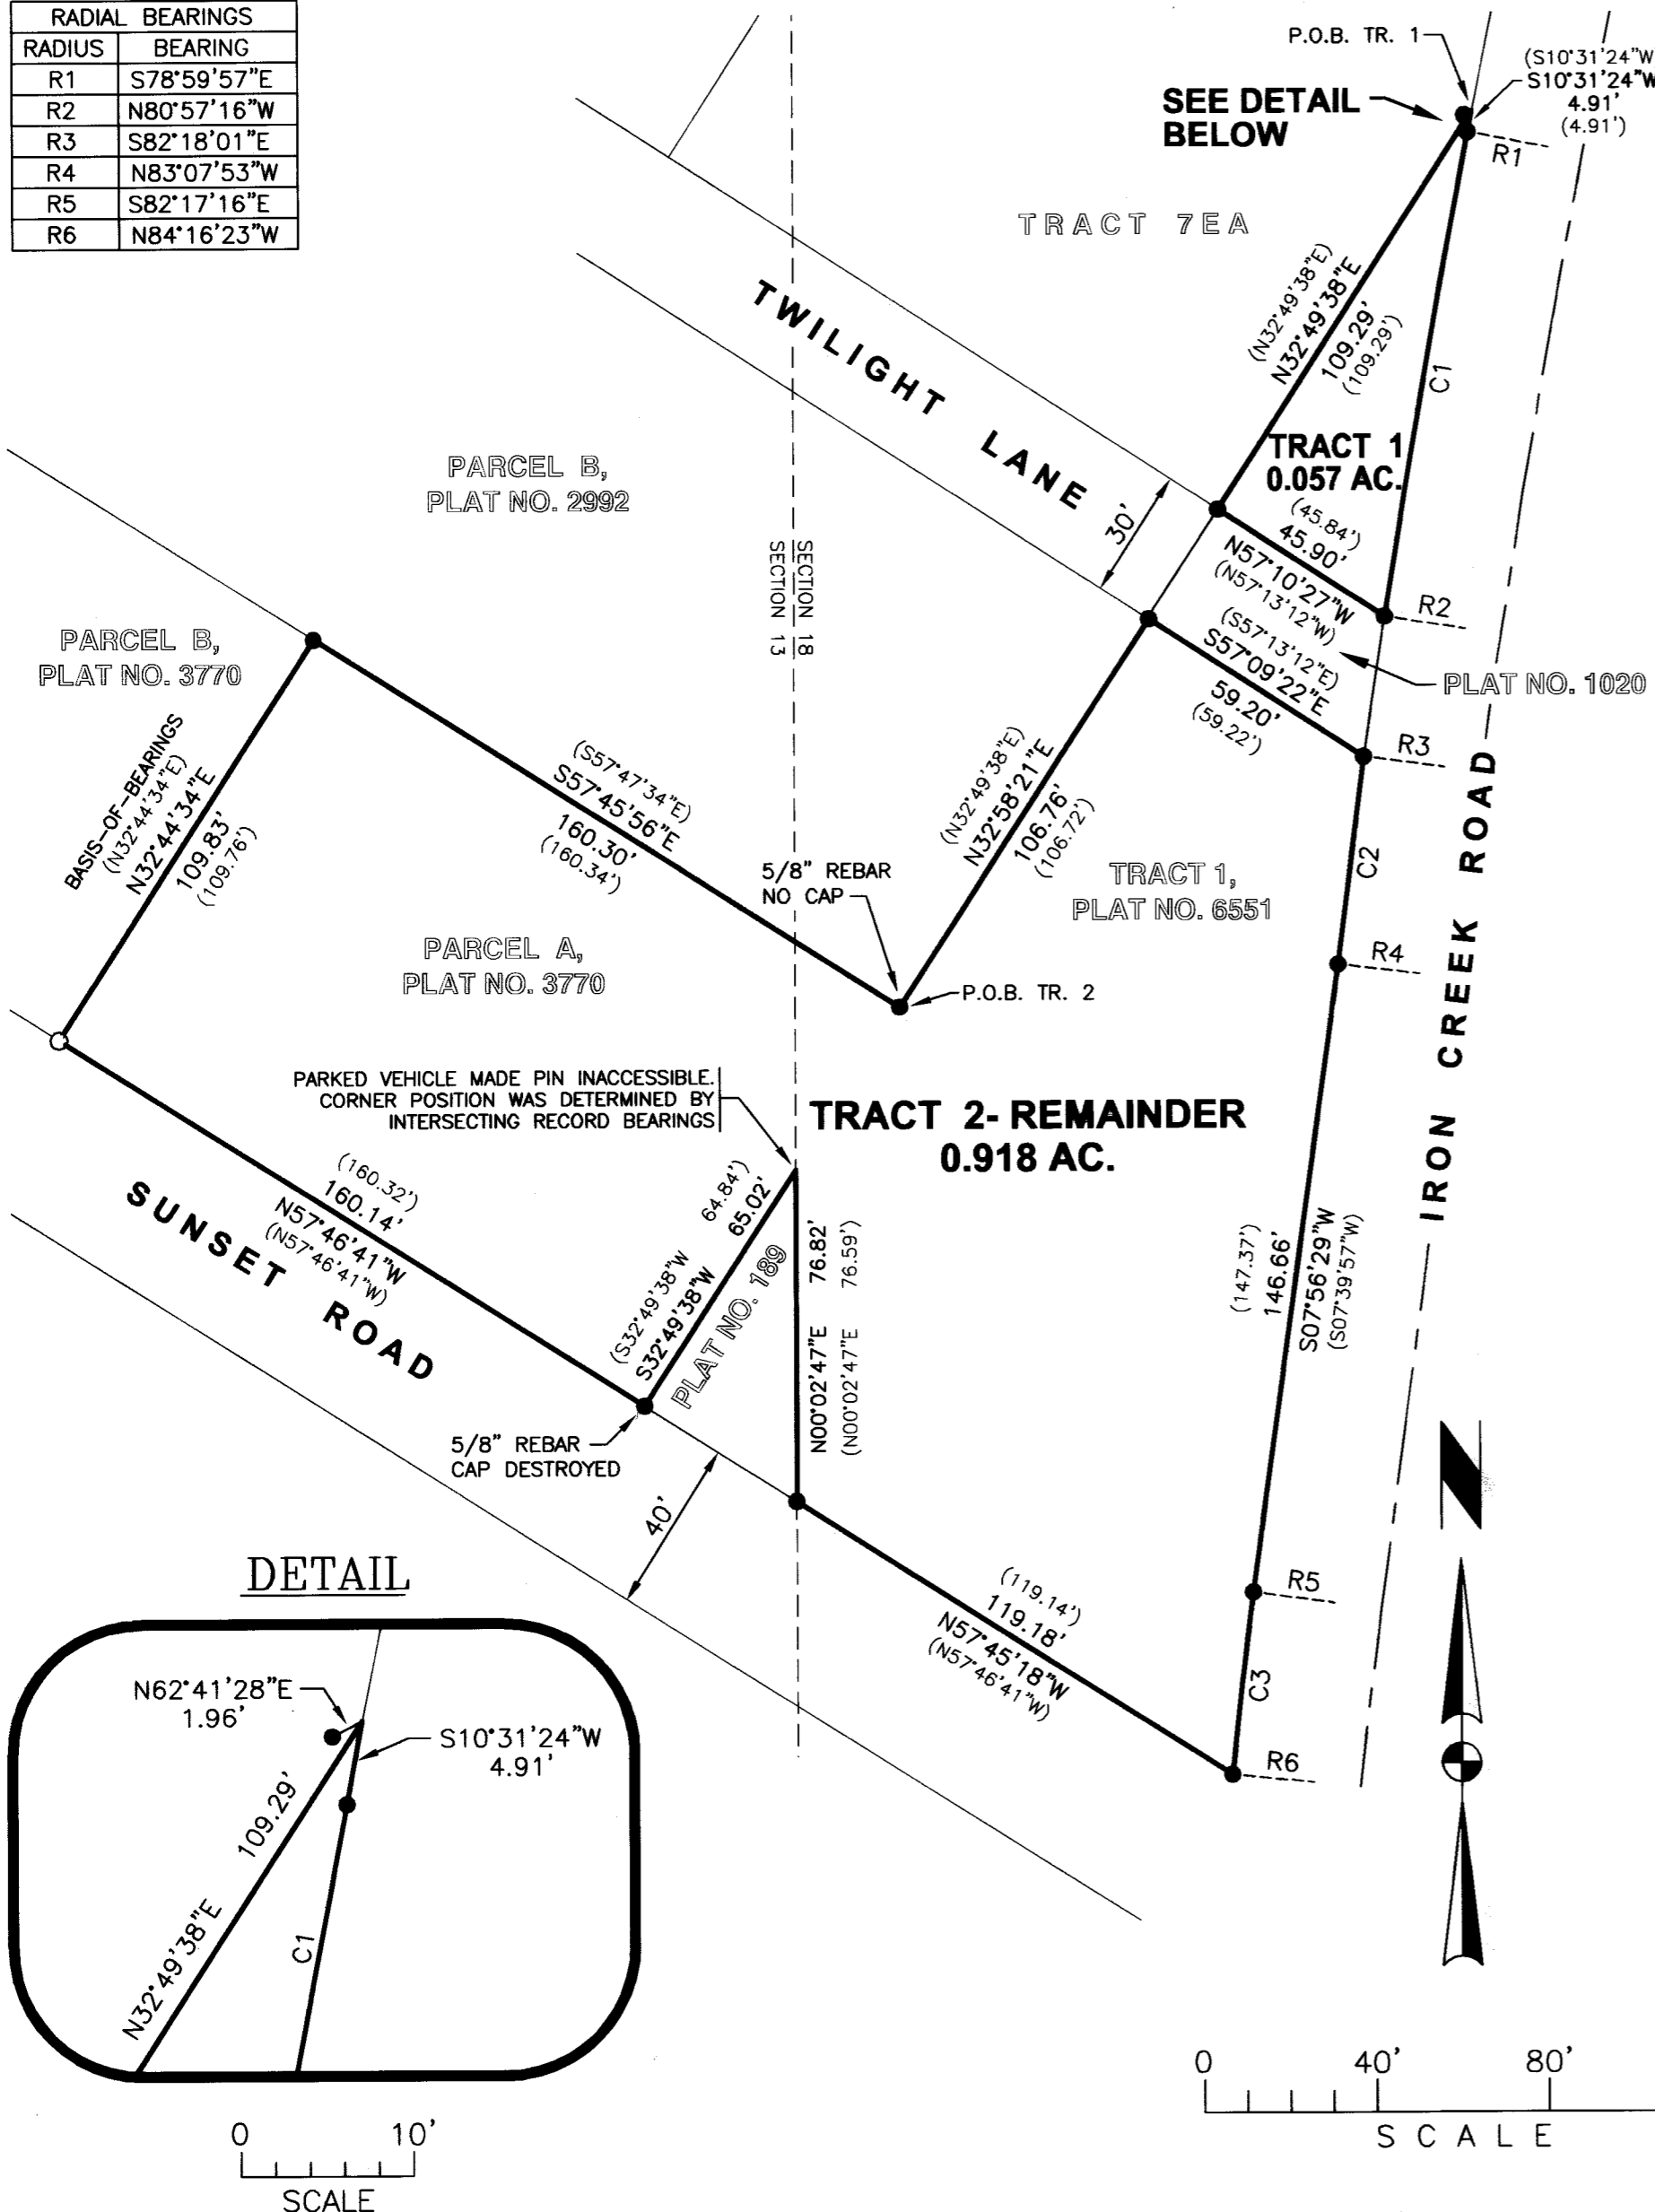 RADIAL BEARINGS
RADIUS BEARING
R1 S78°59'57"E
R2 N80°57'16"W
R3 S82°18'01"E
R4 N83°07'53"W
R5 S82°17'16"E
R6 N84°16'23"W
P.O.B. TR. 1
(S10°31'24"W
S10°31'24"W
4.91'
(4.91')
SEE DETAIL
BELOW
R1
TRACT 7EA
(N32°49'38"E)
N32°49'38"E
109.29'
(109.29')
C1
TWILIGHT LANE
TRACT 1
0.057 AC.
(45.84')
45.90'
N57°10'27"W
(N57°13'12"W)
30'
R2
PARCEL B,
PLAT NO. 2992
SECTION 18
SECTION 13
(S57°13'12"E)
S57°09'22"E
59.20'
(59.22')
PLAT NO. 1020
R3
PARCEL B,
PLAT NO. 3770
BASIS-OF-BEARINGS
(N32°44'34"E)
N32°44'34"E
109.83'
(109.76')
(S57°47'34"E)
S57°45'56"E
160.30'
(160.34')
(N32°49'38"E)
N32°58'21"E
106.76'
(106.72')
5/8" REBAR
NO CAP
TRACT 1,
PLAT NO. 6551
C2
R4
IRON CREEK ROAD
PARCEL A,
PLAT NO. 3770
P.O.B. TR. 2
PARKED VEHICLE MADE PIN INACCESSIBLE.
CORNER POSITION WAS DETERMINED BY
INTERSECTING RECORD BEARINGS
TRACT 2- REMAINDER
0.918 AC.
(160.32')
160.14'
N57°46'41"W
(N57°46'41"W)
SUNSET ROAD
64.84')
65.02'
(S32°49'38"W
S32°49'38"W
PLAT NO. 189
N00°02'47"E 76.82'
(N00°02'47"E 76.59')
(147.37')
146.66'
S07°56'29"W
(S07°39'57"W)
5/8" REBAR
CAP DESTROYED
40'
N
R5
(119.14')
119.18'
N57°45'18"W
(N57°46'41"W)
C3
R6
DETAIL
N62°41'28"E
1.96'
S10°31'24"W
4.91'
109.29'
N32°49'38"E
C1
0 10'
SCALE
0 40' 80'
SCALE